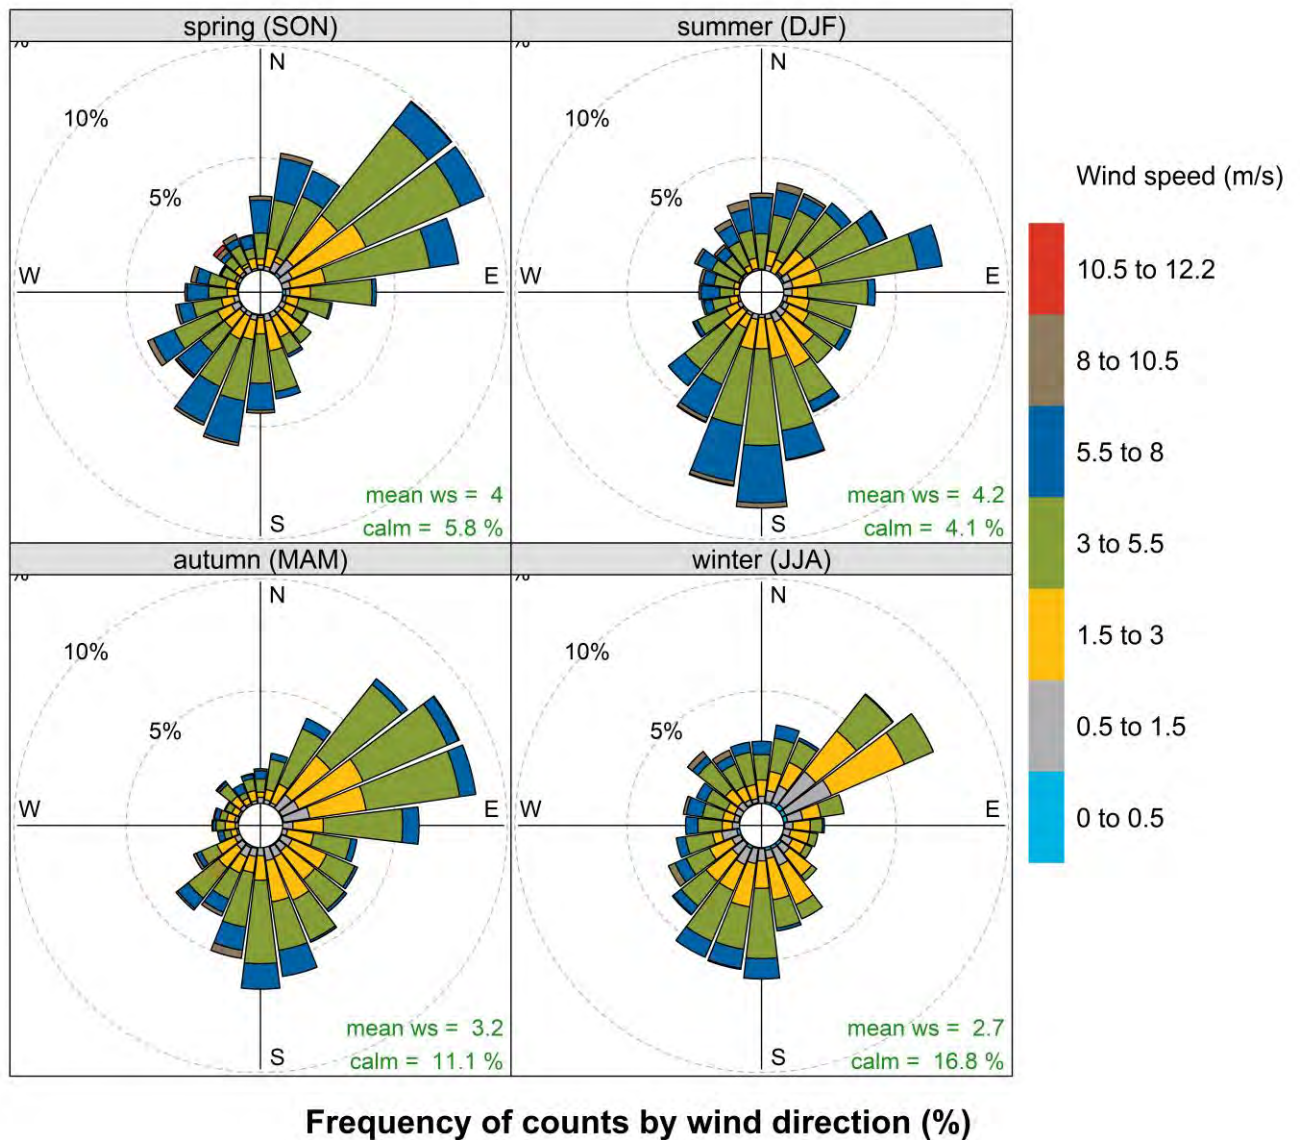 spring (SON)
%
N
10%
5%
W
E
mean ws = 4
calm = 5.8 %
S
summer (DJF)
%
N
10%
5%
W
E
mean ws = 4.2
calm = 4.1 %
S
autumn (MAM)
%
N
10%
5%
W
E
mean ws = 3.2
calm = 11.1 %
S
winter (JJA)
%
N
10%
5%
W
E
mean ws = 2.7
calm = 16.8 %
S
Wind speed (m/s)
10.5 to 12.2
8 to 10.5
5.5 to 8
3 to 5.5
1.5 to 3
0.5 to 1.5
0 to 0.5
Frequency of counts by wind direction (%)